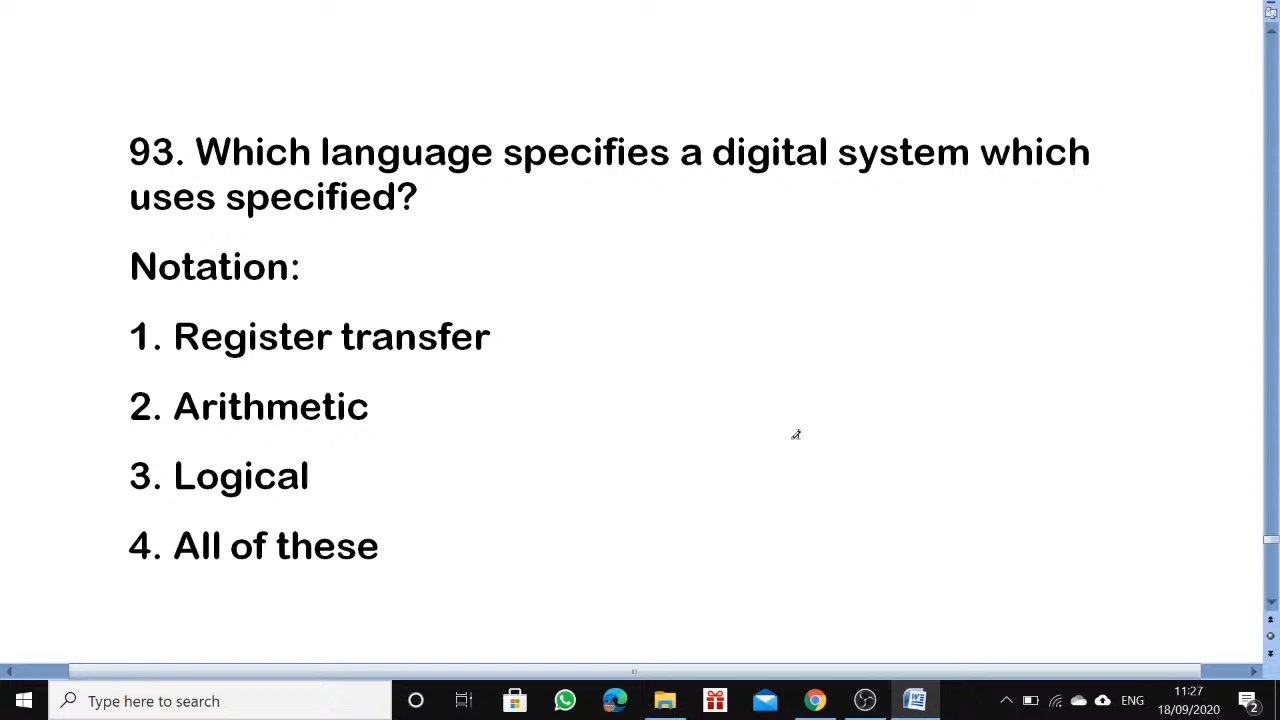 93. Which language specifies a digital system which
uses specified?
Notation:
1. Register transfer
2. Arithmetic
3. Logical
4. All of these
Type here to search
ENG
11:27
18/09/2020
2